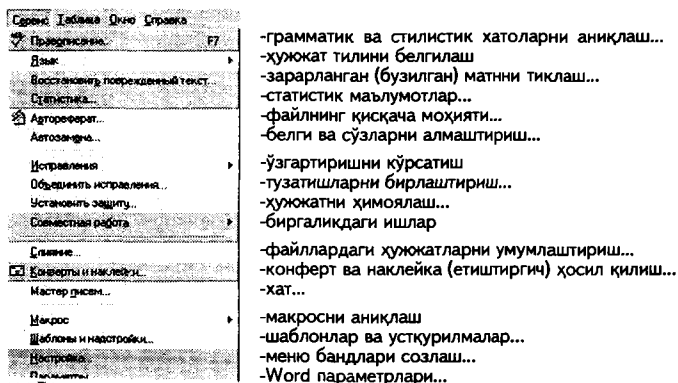 Сервис Таблица Окно Справка
Правописание... F7 -грамматик ва стилистик хатоларни аниқлаш...
Язык -ҳужжат тилини белгилаш
Восстановить поврежденный текст... -зарарланган (бузилган) матнни тиклаш...
Статистика... -статистик маълумотлар...
Автореферат... -файлнинг қисқача моҳияти...
Автозамена... -белги ва сўзларни алмаштириш...
Исправления -ўзгартиришни кўрсатиш
Объединить исправления... -тузатишларни бирлаштириш...
Установить защиту... -ҳужжатни ҳимоялаш...
Совместная работа -биргаликдаги ишлар
Слияние... -файллардаги ҳужжатларни умумлаштириш...
Конверты и наклейки... -конферт ва наклейка (етиштиргич) ҳосил қилиш...
Мастер писем... -хат...
Макрос -макросни аниқлаш
Шаблоны и надстройки... -шаблонлар ва устқурилмалар...
Настройка... -меню бандлари созлаш...
Параметры -Word параметрлари...